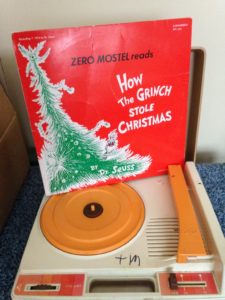 ZERO MOSTEL reads
HOW
The GRINCH
STOLE
CHRISTMAS
BY Dr. Seuss